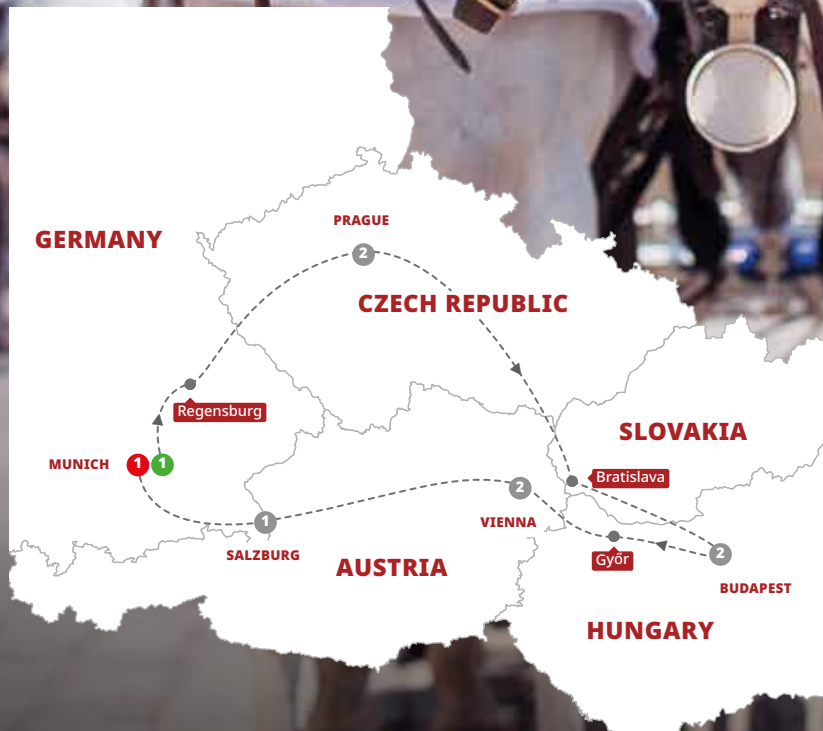 PRAGUE
2
GERMANY
CZECH REPUBLIC
Regensburg
SLOVAKIA
MUNICH 1 1
Bratislava
2
VIENNA
1
SALZBURG
AUSTRIA
Győr
2
BUDAPEST
HUNGARY